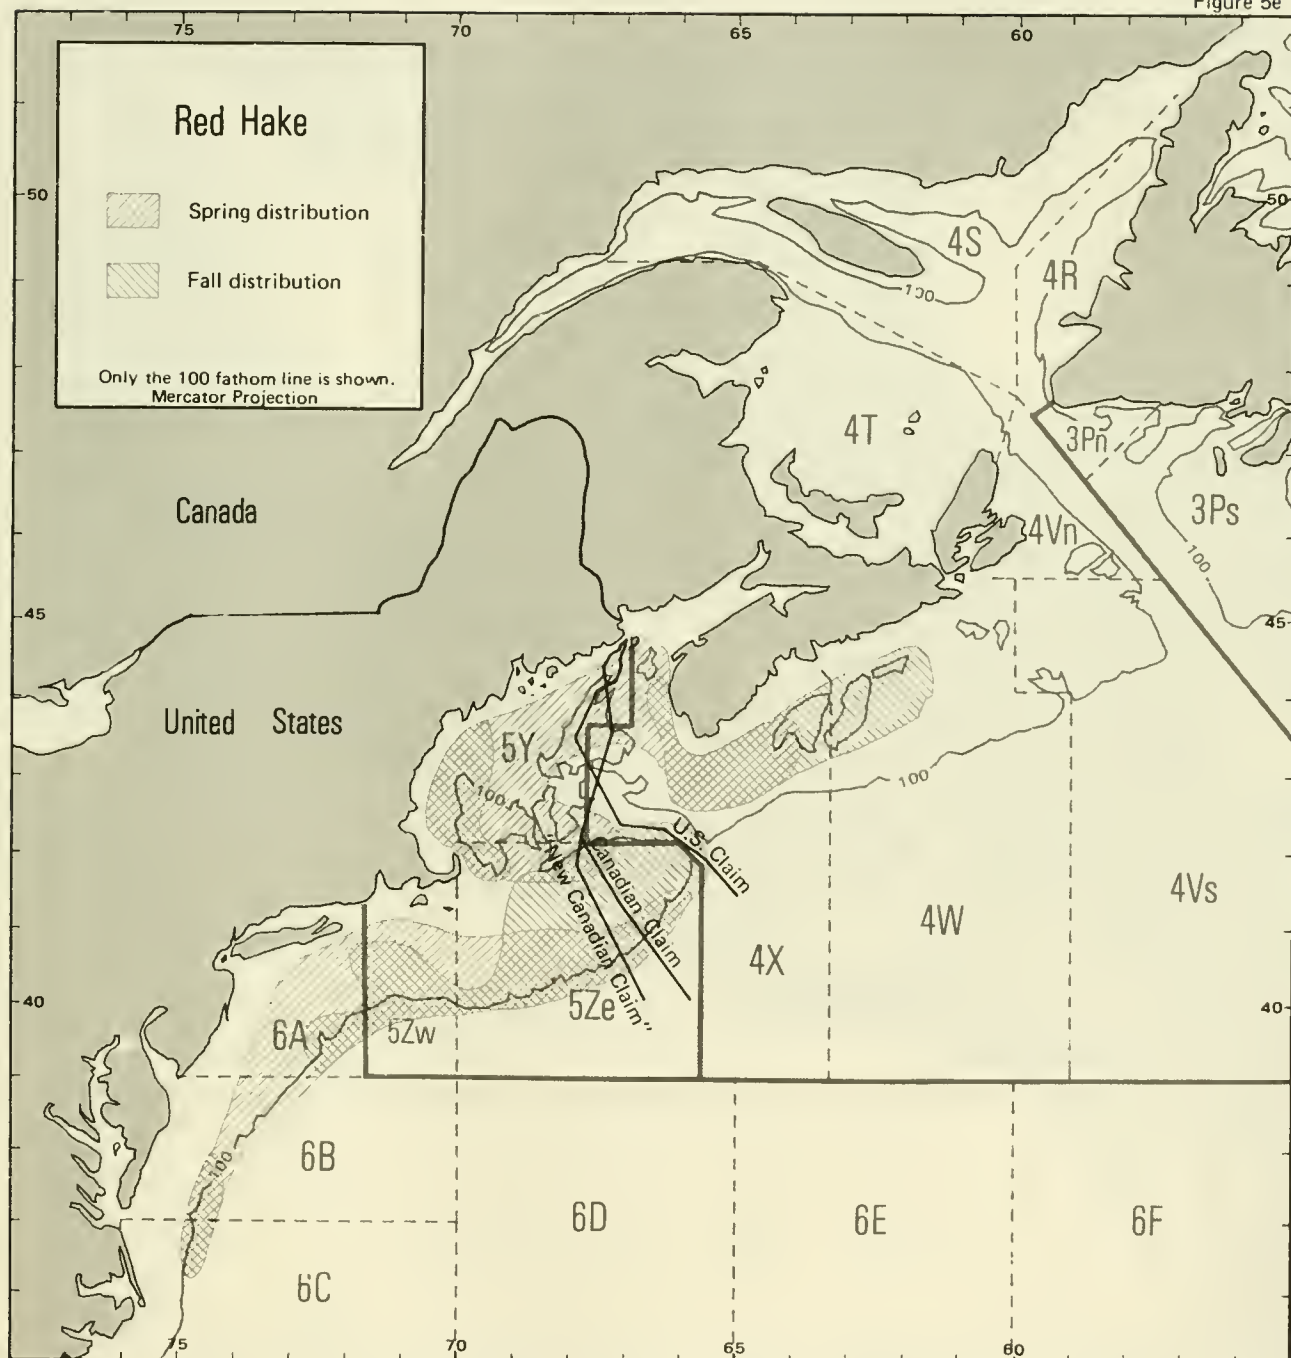 Figure 5e
75 70 65 60
Red Hake
Spring distribution
Fall distribution
Only the 100 fathom line is shown.
Mercator Projection
50
50
4S
4R
100
4T
3Pn
3Ps
100
Canada
4Vn
45
45
United States
5Y
100
100
U.S. Claim
Canadian Claim
"New Canadian Claim"
4Vs
4W
4X
40
40
5Ze
5Zw
6A
6B
100
6D
6E
6F
6C
75 70 65 60